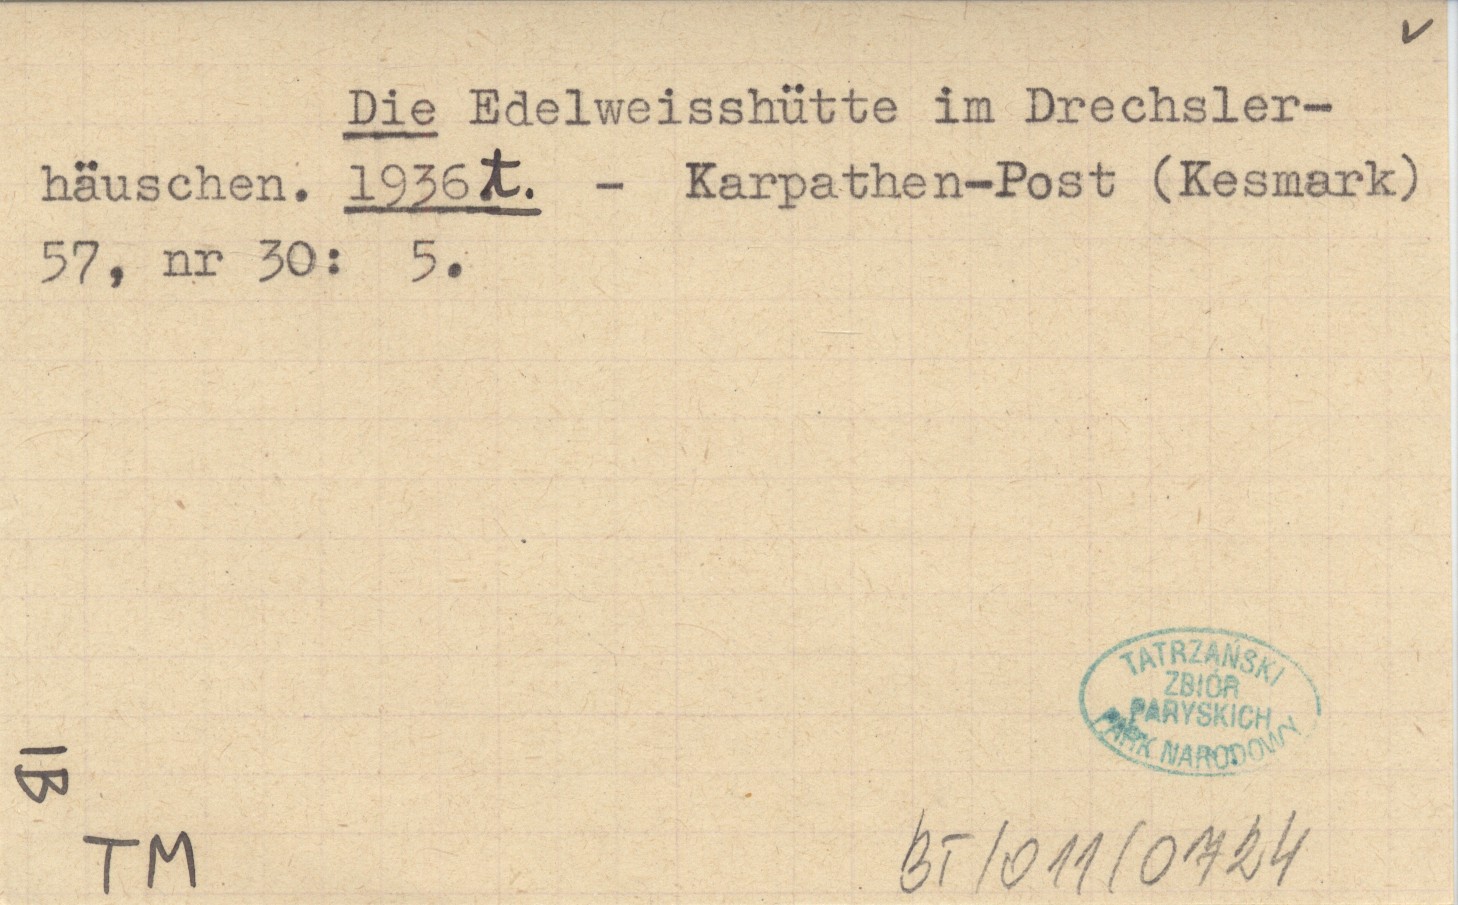 v
Die Edelweisshütte im Drechsler-
häuschen. 1936 t. - Karpathen-Post (Kesmark)
57, nr 30: 5.
TATRZAŃSKI
ZBIÓR
PARYSKICH
PARK NARODOWY
IB
TM
BT/011/0724